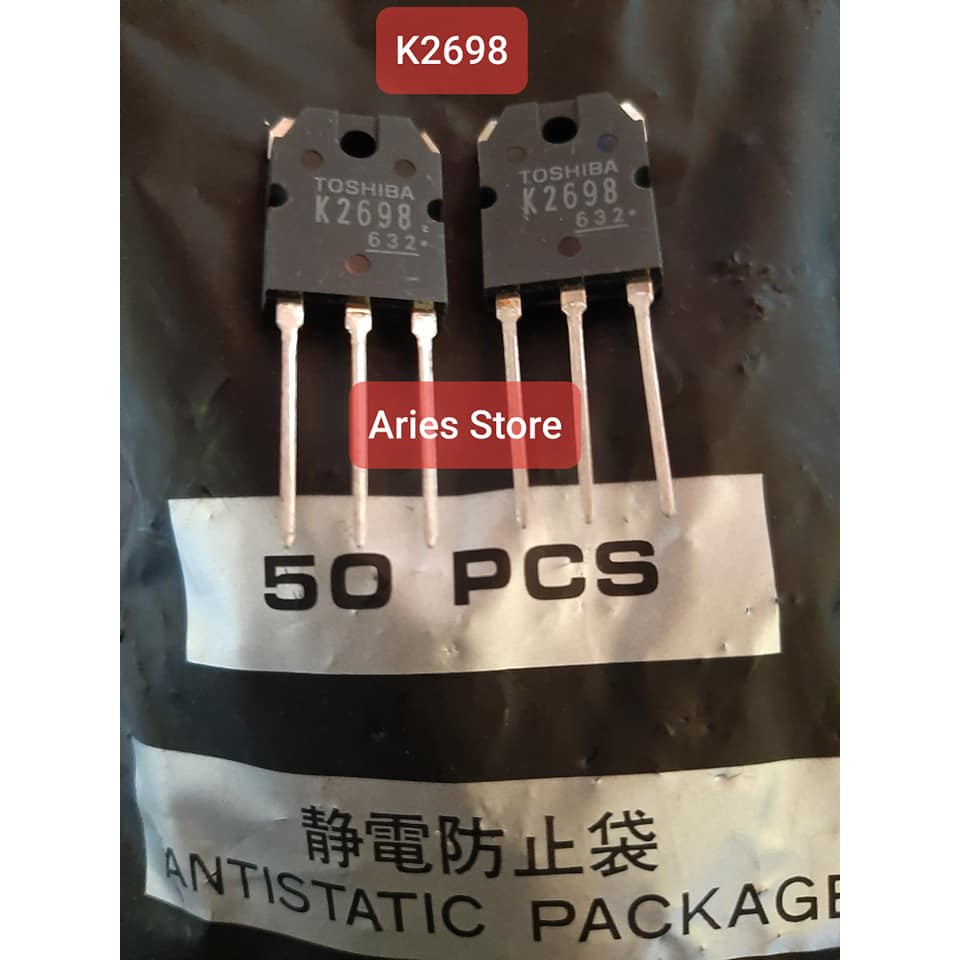 K2698
TOSHIBA
K2698
632
TOSHIBA
K2698
632
Aries Store
50 PCS
静電防止袋
ANTISTATIC PACKAGE